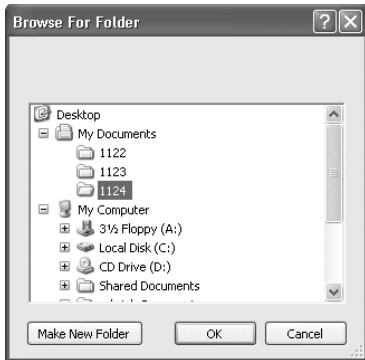 Browse For Folder
Desktop
My Documents
1122
1123
1124
My Computer
3½ Floppy (A:)
Local Disk (C:)
CD Drive (D:)
Shared Documents
Make New Folder
OK
Cancel